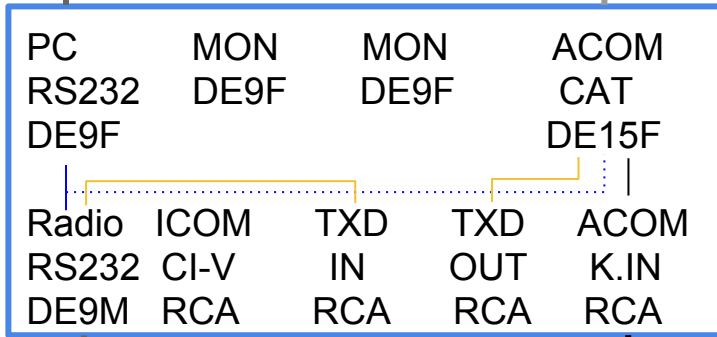 PC MON MON ACOM
RS232 DE9F DE9F CAT
DE9F DE15F
Radio ICOM TXD TXD ACOM
RS232 CI-V IN OUT K.IN
DE9M RCA RCA RCA RCA